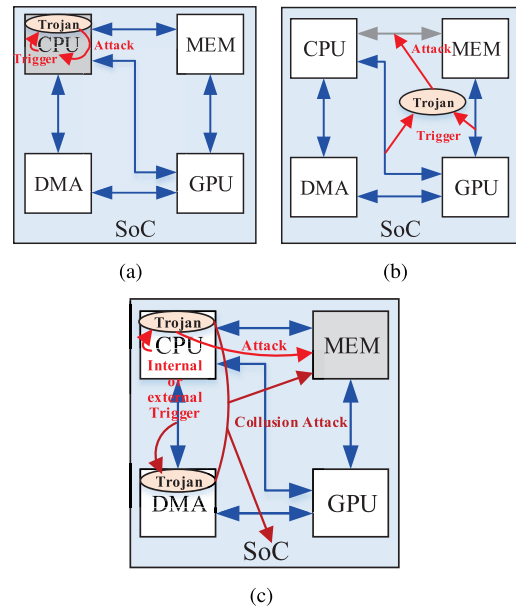 Trojan
CPU
Trigger
Attack
MEM
DMA
GPU
SoC
(a)
CPU
MEM
Attack
Trojan
Trigger
DMA
GPU
SoC
(b)
Trojan
CPU
Attack
MEM
Internal
or
external
Trigger
Collusion Attack
Trojan
DMA
GPU
SoC
(c)